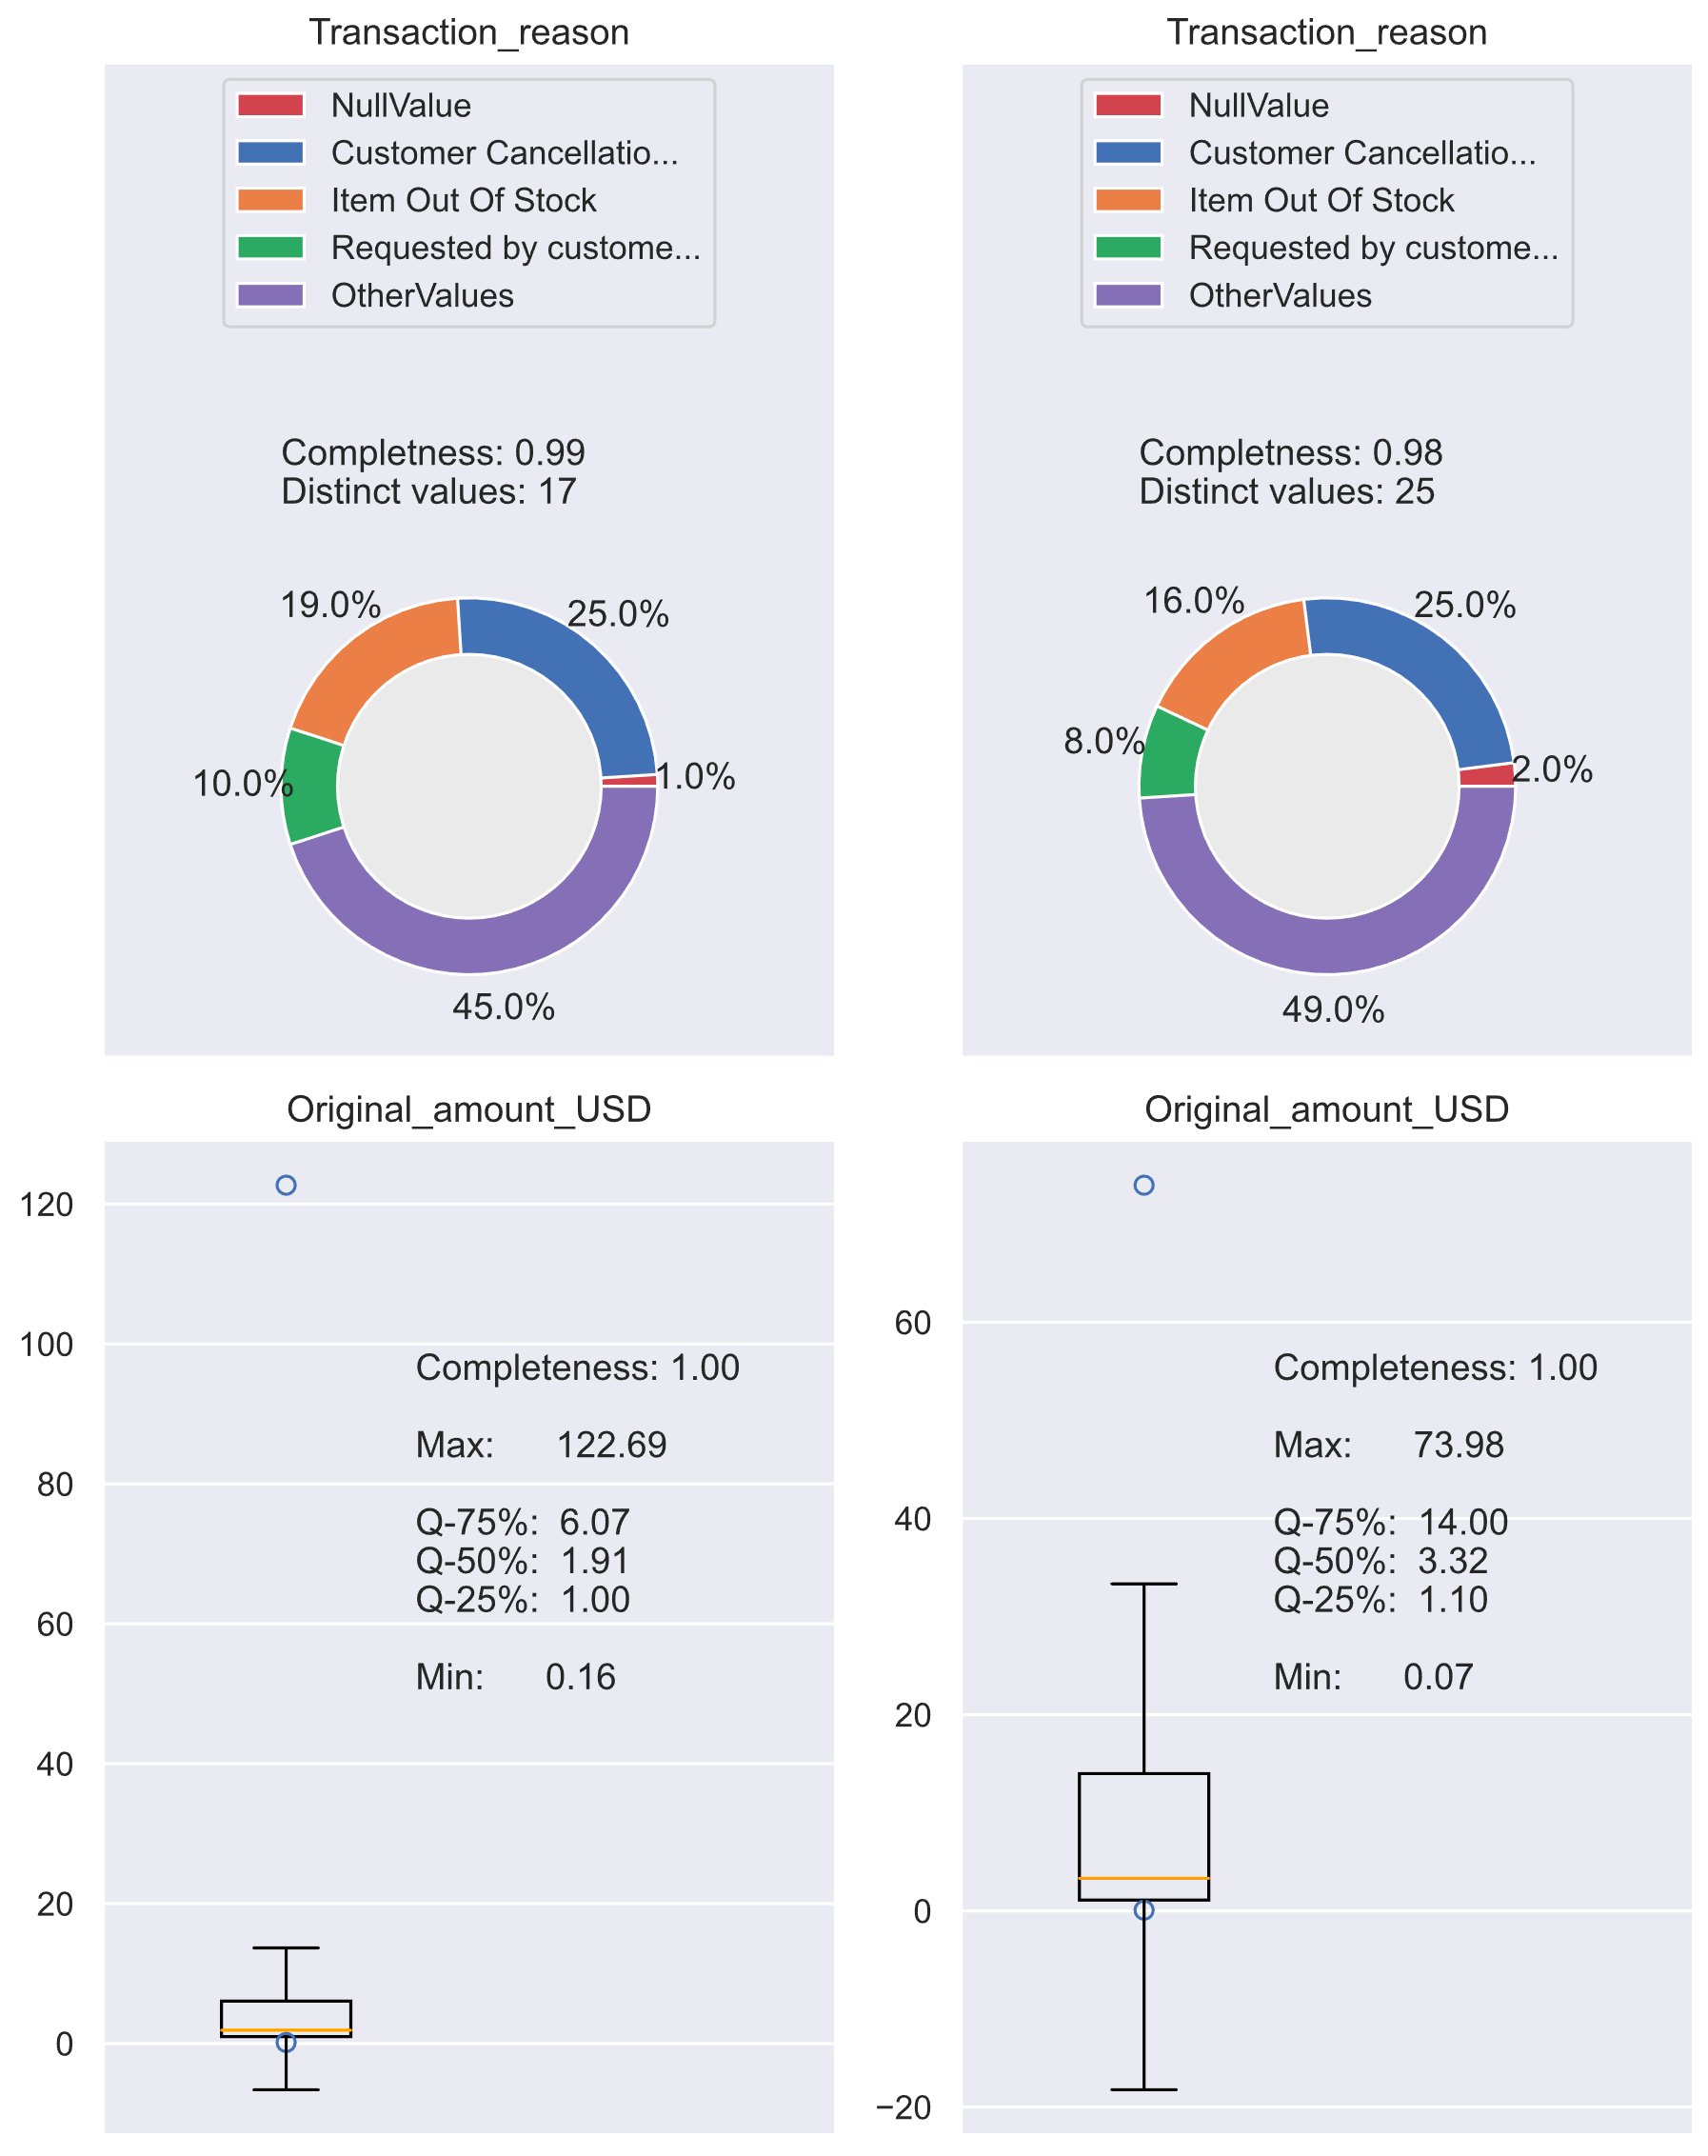 Transaction_reason
NullValue
Customer Cancellatio...
Item Out Of Stock
Requested by custome...
OtherValues
Completness: 0.99
Distinct values: 17
19.0%
25.0%
10.0%
1.0%
45.0%
Transaction_reason
NullValue
Customer Cancellatio...
Item Out Of Stock
Requested by custome...
OtherValues
Completness: 0.98
Distinct values: 25
16.0%
25.0%
8.0%
2.0%
49.0%
Original_amount_USD
120
100
80
60
40
20
0
Completeness: 1.00
Max: 122.69
Q-75%: 6.07
Q-50%: 1.91
Q-25%: 1.00
Min: 0.16
Original_amount_USD
60
40
20
0
−20
Completeness: 1.00
Max: 73.98
Q-75%: 14.00
Q-50%: 3.32
Q-25%: 1.10
Min: 0.07